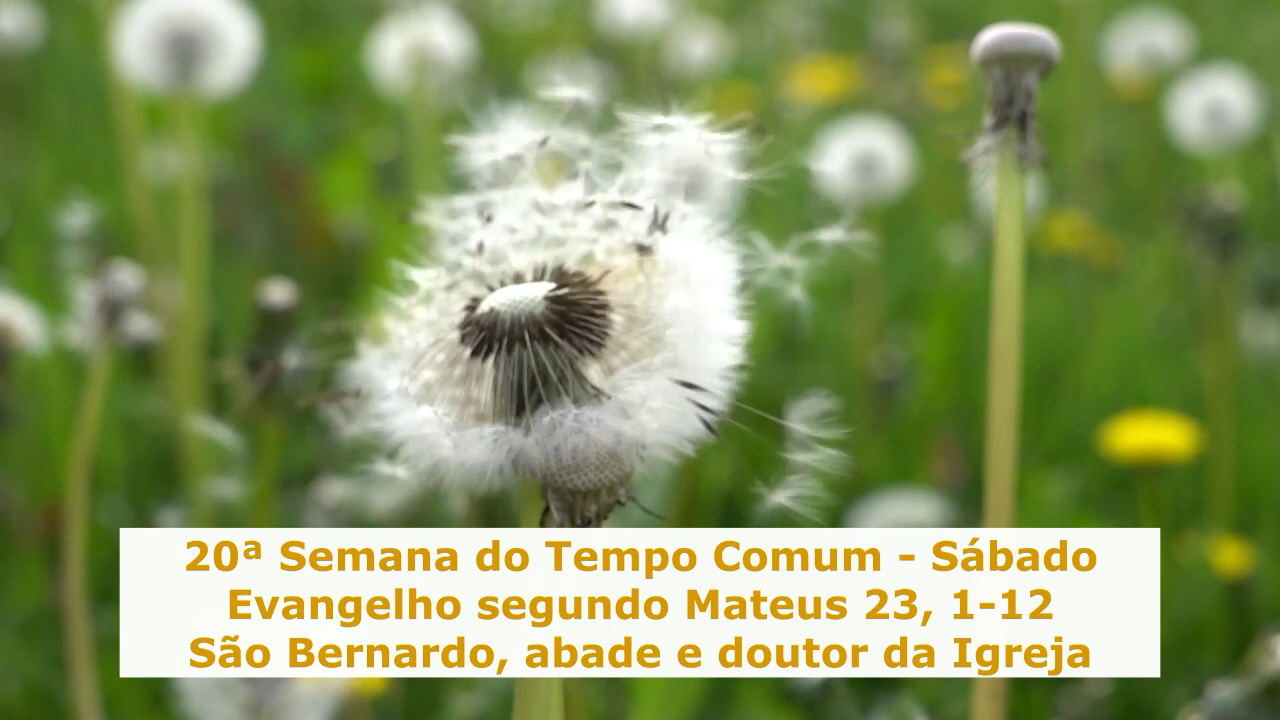 20ª Semana do Tempo Comum - Sábado
Evangelho segundo Mateus 23, 1-12
São Bernardo, abade e doutor da Igreja